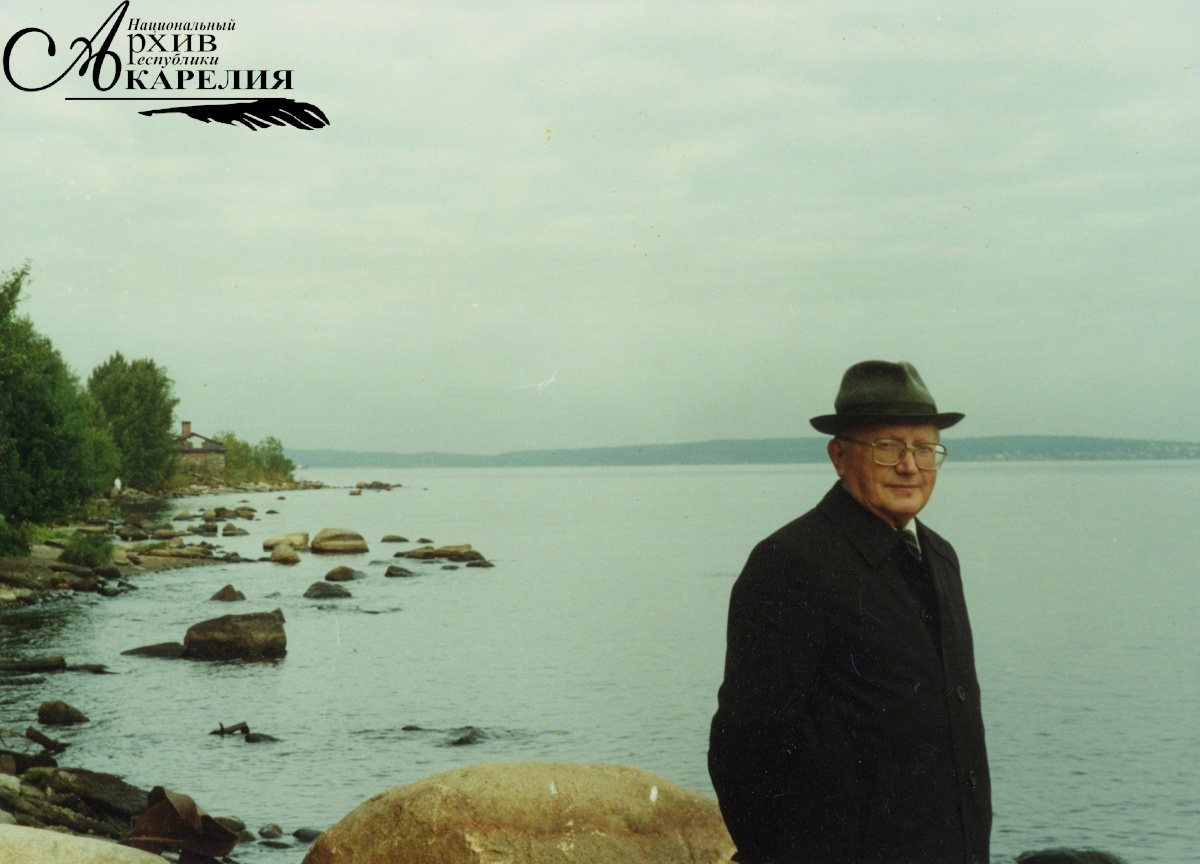 Национальный
Архив
Республики
КАРЕЛИЯ